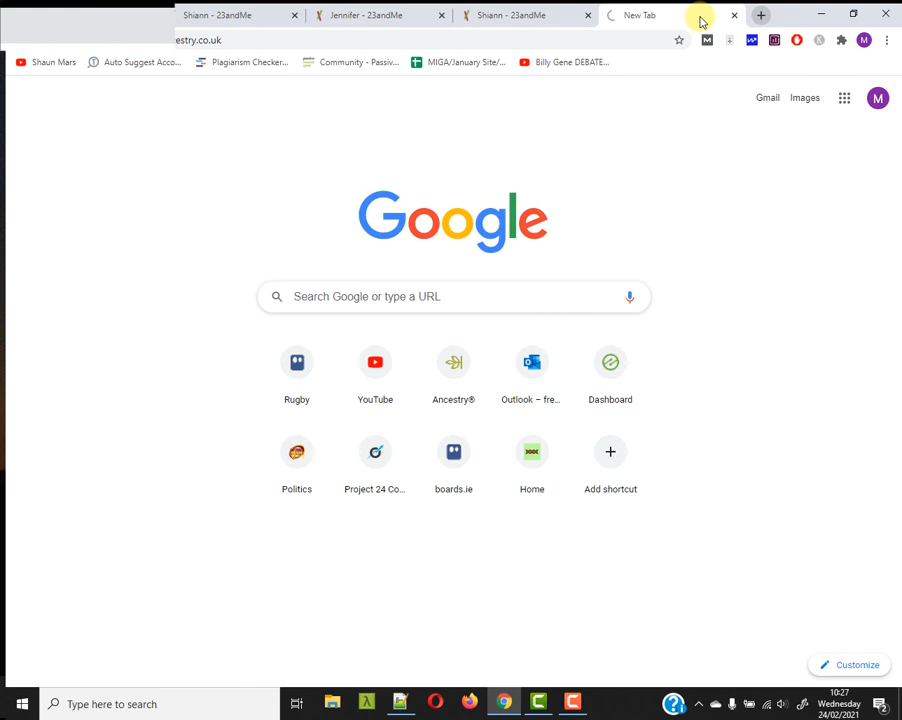 Shiann - 23andMe Jennifer - 23andMe Shiann - 23andMe New Tab
estry.co.uk
Shaun Mars Auto Suggest Acco... Plagiarism Checker... Community - Passiv... MIGA/January Site/... Billy Gene DEBATE...
Gmail Images M
Google
Search Google or type a URL
Rugby YouTube Ancestry® Outlook – fre... Dashboard
Politics Project 24 Co... boards.ie Home Add shortcut
Customize
Type here to search
10:27
Wednesday
24/02/2021
2